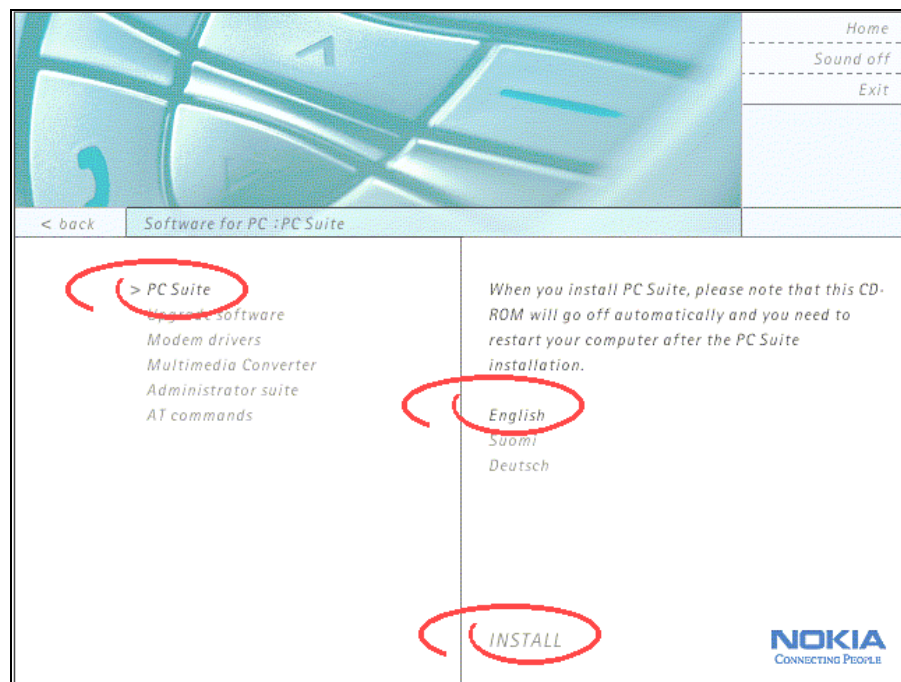 Home
Sound off
Exit
< back
Software for PC :PC Suite
> PC Suite
Upgrade software
Modem drivers
Multimedia Converter
Administrator suite
AT commands
When you install PC Suite, please note that this CD-
ROM will go off automatically and you need to
restart your computer after the PC Suite
installation.
English
Suomi
Deutsch
INSTALL
NOKIA
CONNECTING PEOPLE